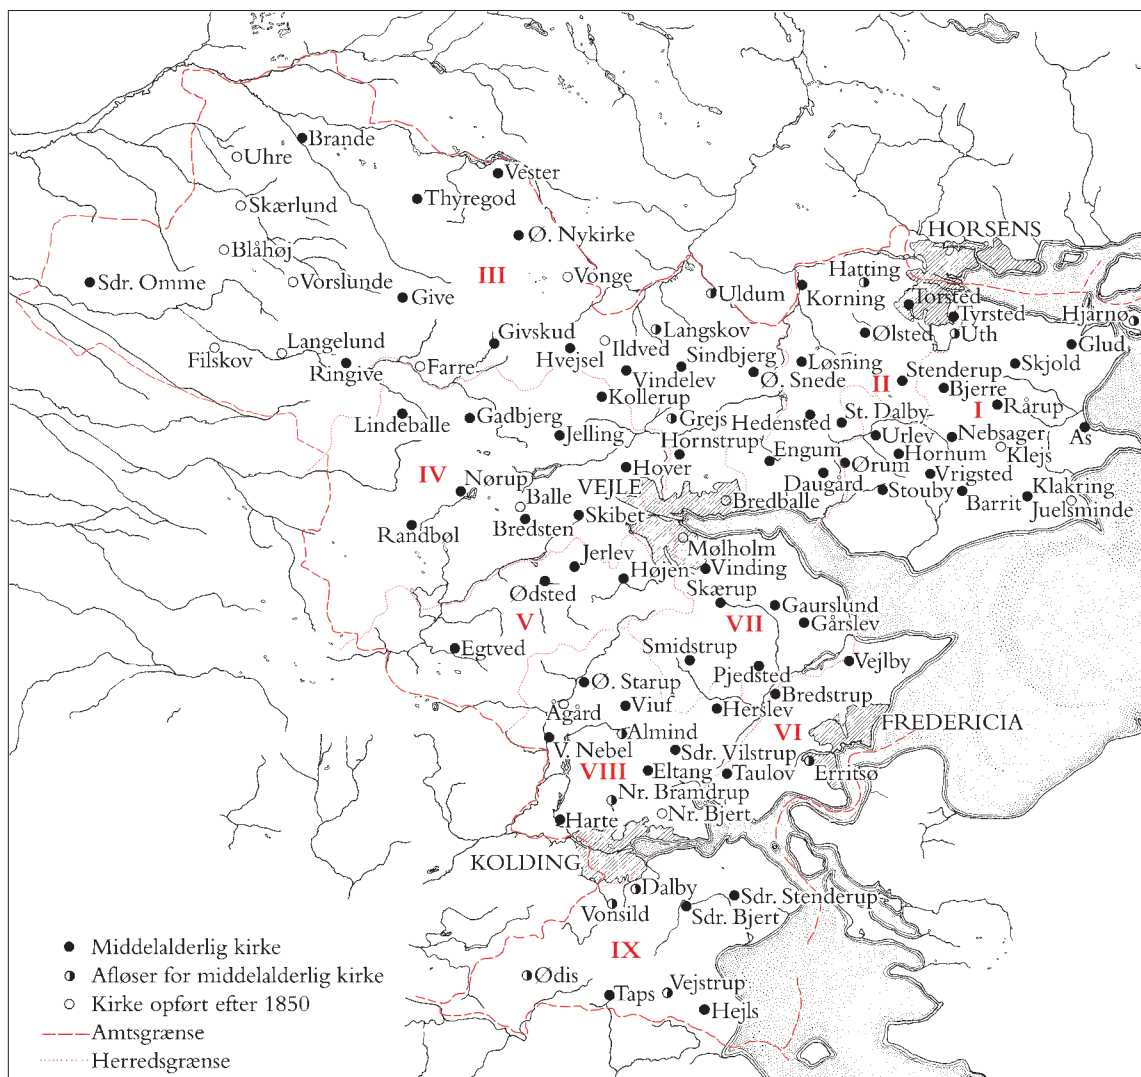 Brande
Uhre
Vester
Thyregod
Skærlund
HORSENS
Ø. Nykirke
Blåhøj
III
Vonge
Hatting
Sdr. Omme
Vorslunde
Give
Uldum
Korning
Torsted
Tyrsted
Hjarnø
Langskov
Givskud
Ølsted
Uth
Glud
Langelund
Ildved
Hvejsel
Filskov
Ringive
Farre
Sindbjerg
Løsning
Skjold
Vindelev
Ø. Snede
II
Stenderup
Bjerre
Kollerup
I
Rårup
Lindeballe
Gadbjerg
Grejs
Hedensted
St. Dalby
As
Jelling
Hornstrup
Urlev
Nebsager
Engum
Hornum
Klejs
IV
Nørup
Hover
Ørum
Daugård
Vrigsted
Balle
VEJLE
Bredballe
Stouby
Barrit
Klakring
Juelsminde
Randbøl
Bredsten
Skibet
Mølholm
Jerlev
Vinding
Højen
Ødsted
Skærup
Gaurslund
V
VII
Gårslev
Egtved
Smidstrup
Pjedsted
Vejlby
Ø. Starup
Bredstrup
Ågård
Viuf
Herslev
FREDERICIA
Almind
VI
V. Nebel
Sdr. Vilstrup
VIII
Eltang
Taulov
Erritsø
Nr. Bramdrup
Harte
Nr. Bjert
KOLDING
Dalby
Sdr. Stenderup
Vonsild
Sdr. Bjert
IX
Ødis
Vejstrup
Taps
Hejls
Middelalderlig kirke
Afløser for middelalderlig kirke
Kirke opført efter 1850
Amtsgrænse
Herredsgrænse